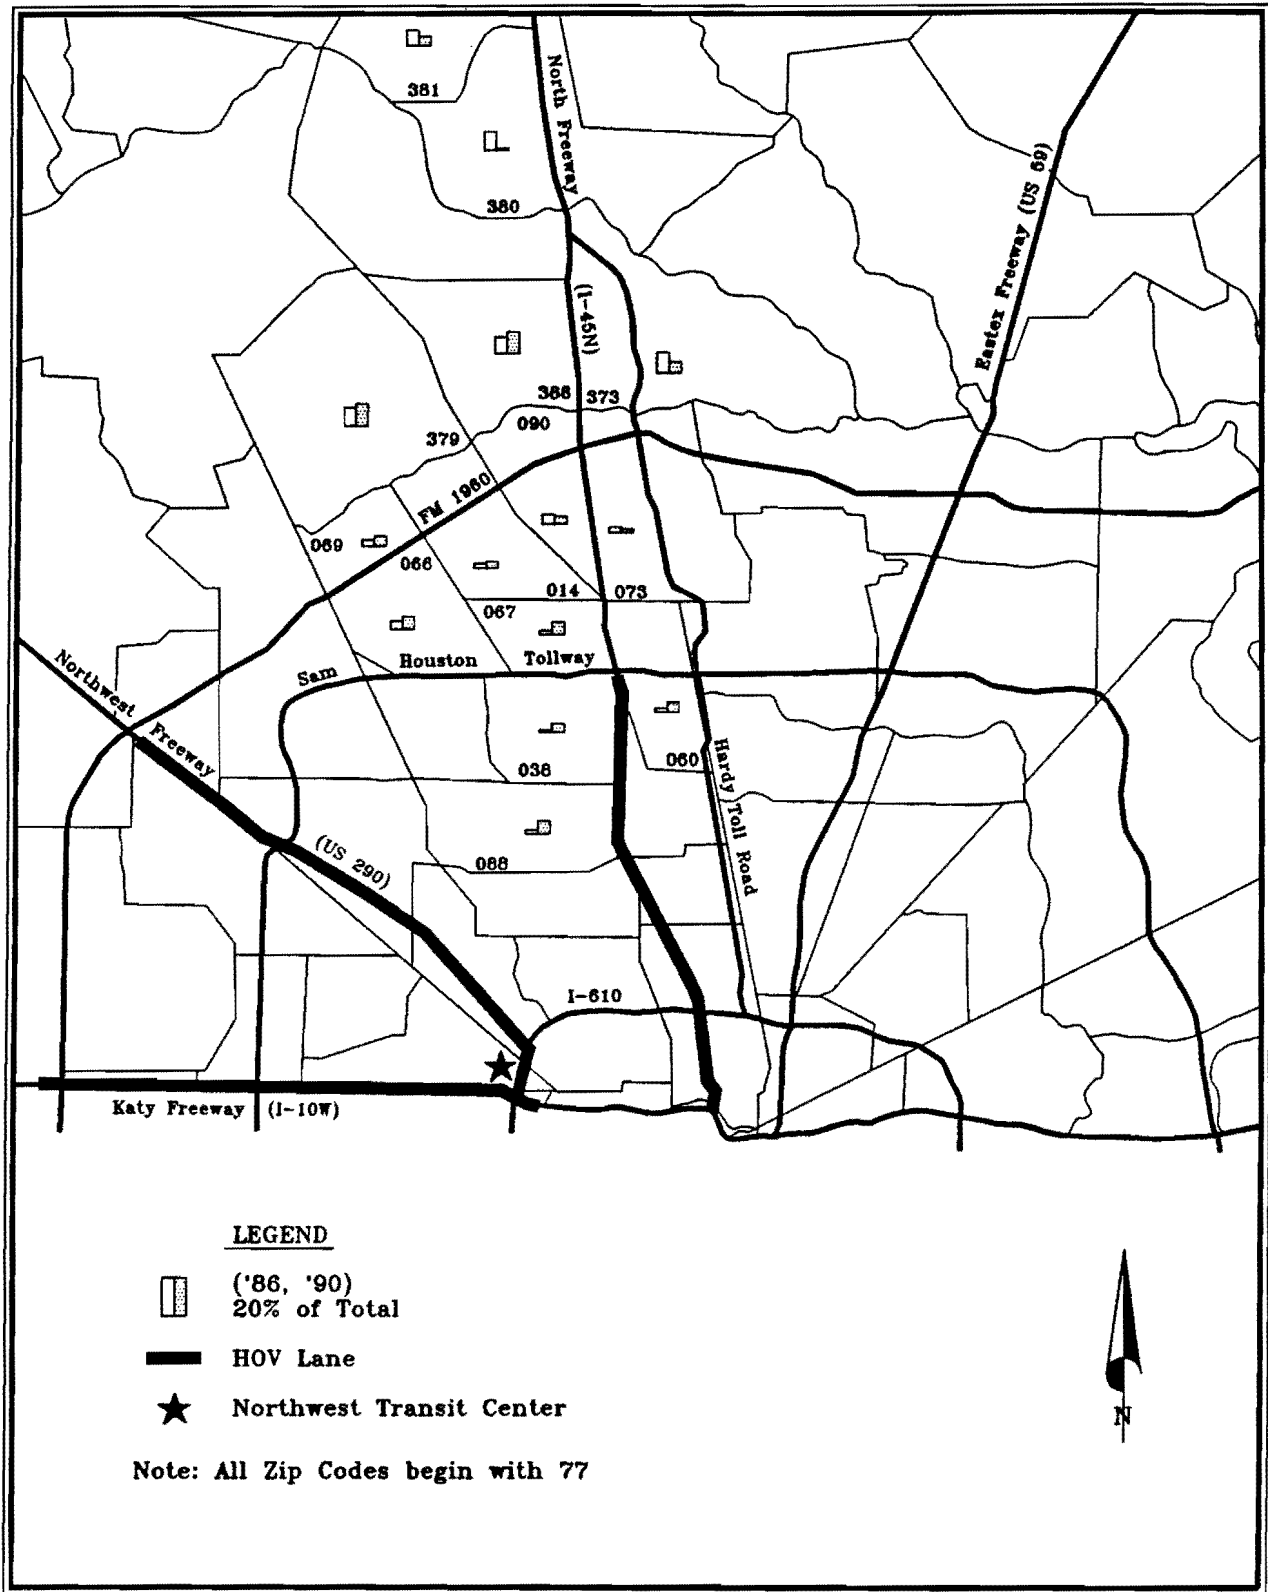 381
North Freeway
380
Eastex Freeway (US 59)
(I-45N)
388
373
090
379
FM 1960
069
066
014
073
067
Houston
Tollway
Sam
Northwest
Freeway
038
060
Hardy Toll Road
(US 290)
088
I-610
Katy Freeway
(I-10W)
LEGEND
('86, '90)
20% of Total
HOV Lane
Northwest Transit Center
N
Note: All Zip Codes begin with 77